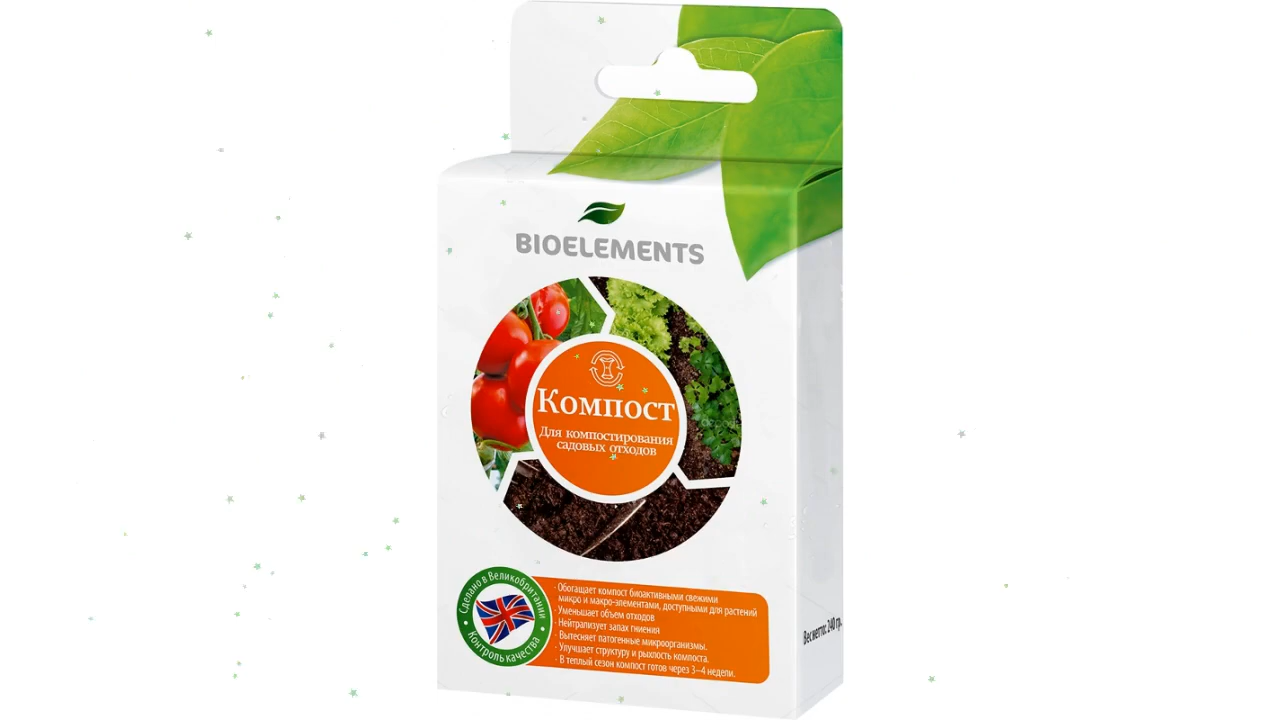 BIOELEMENTS
Компост
Для компостирования
садовых отходов
Сделано в Великобритании
Контроль качества
· Обогащает компост биоактивными свежими
микро и макро-элементами, доступными для растений
· Уменьшает объем отходов
· Нейтрализует запах гниения
· Вытесняет патогенные микроорганизмы.
· Улучшает структуру и рыхлость компоста.
· В теплый сезон компост готов через 3–4 недели.
Вес нетто: 240 гр.